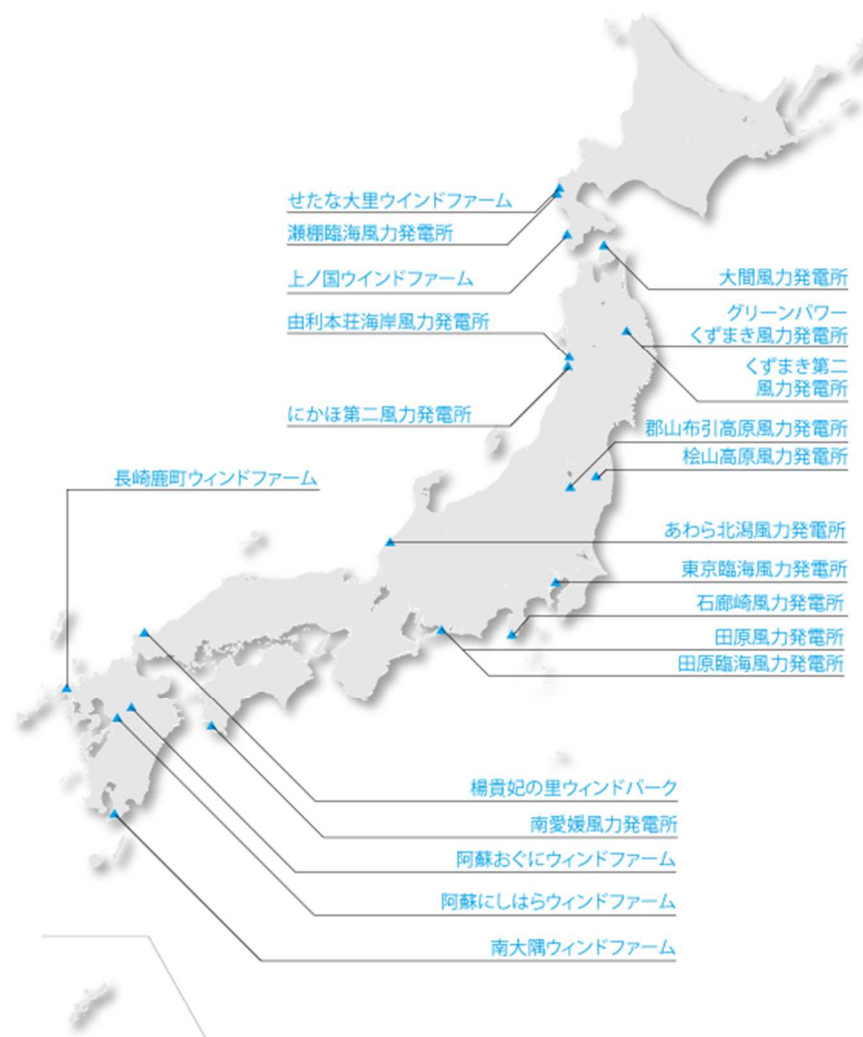 せたな大里ウインドファーム
瀬棚臨海風力発電所
上ノ国ウインドファーム
由利本荘海岸風力発電所
にかほ第二風力発電所
長崎鹿町ウィンドファーム
大間風力発電所
グリーンパワー
くずまき風力発電所
くずまき第二
風力発電所
郡山布引高原風力発電所
桧山高原風力発電所
あわら北潟風力発電所
東京臨海風力発電所
石廊崎風力発電所
田原風力発電所
田原臨海風力発電所
楊貴妃の里ウィンドパーク
南愛媛風力発電所
阿蘇おぐにウィンドファーム
阿蘇にしはらウィンドファーム
南大隅ウィンドファーム